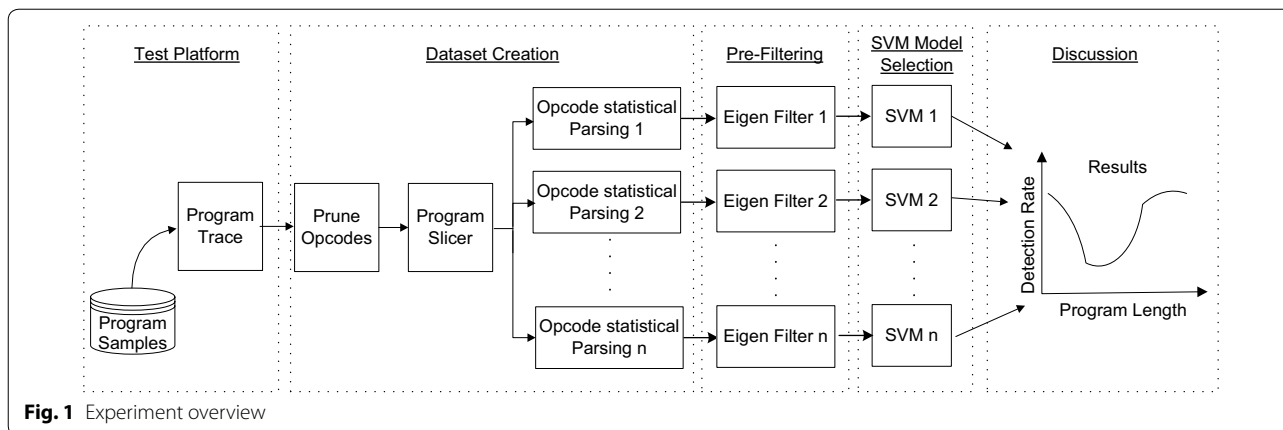 Test Platform
Dataset Creation
Pre-Filtering
SVM Model
Selection
Discussion
Program
Samples
Program
Trace
Prune
Opcodes
Program
Slicer
Opcode statistical
Parsing 1
Eigen Filter 1
SVM 1
Opcode statistical
Parsing 2
Eigen Filter 2
SVM 2
Opcode statistical
Parsing n
Eigen Filter n
SVM n
Results
Detection Rate
Program Length
Fig. 1 Experiment overview